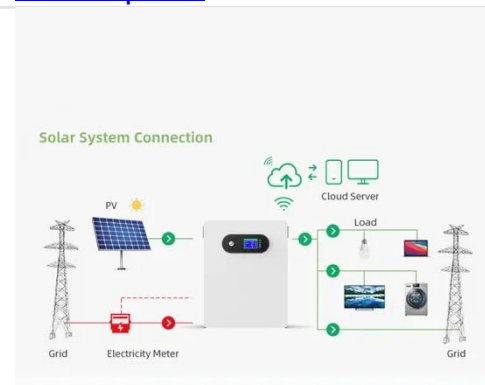 Solar System Connection
Cloud Server
PV
Load
Grid
Electricity Meter
Grid